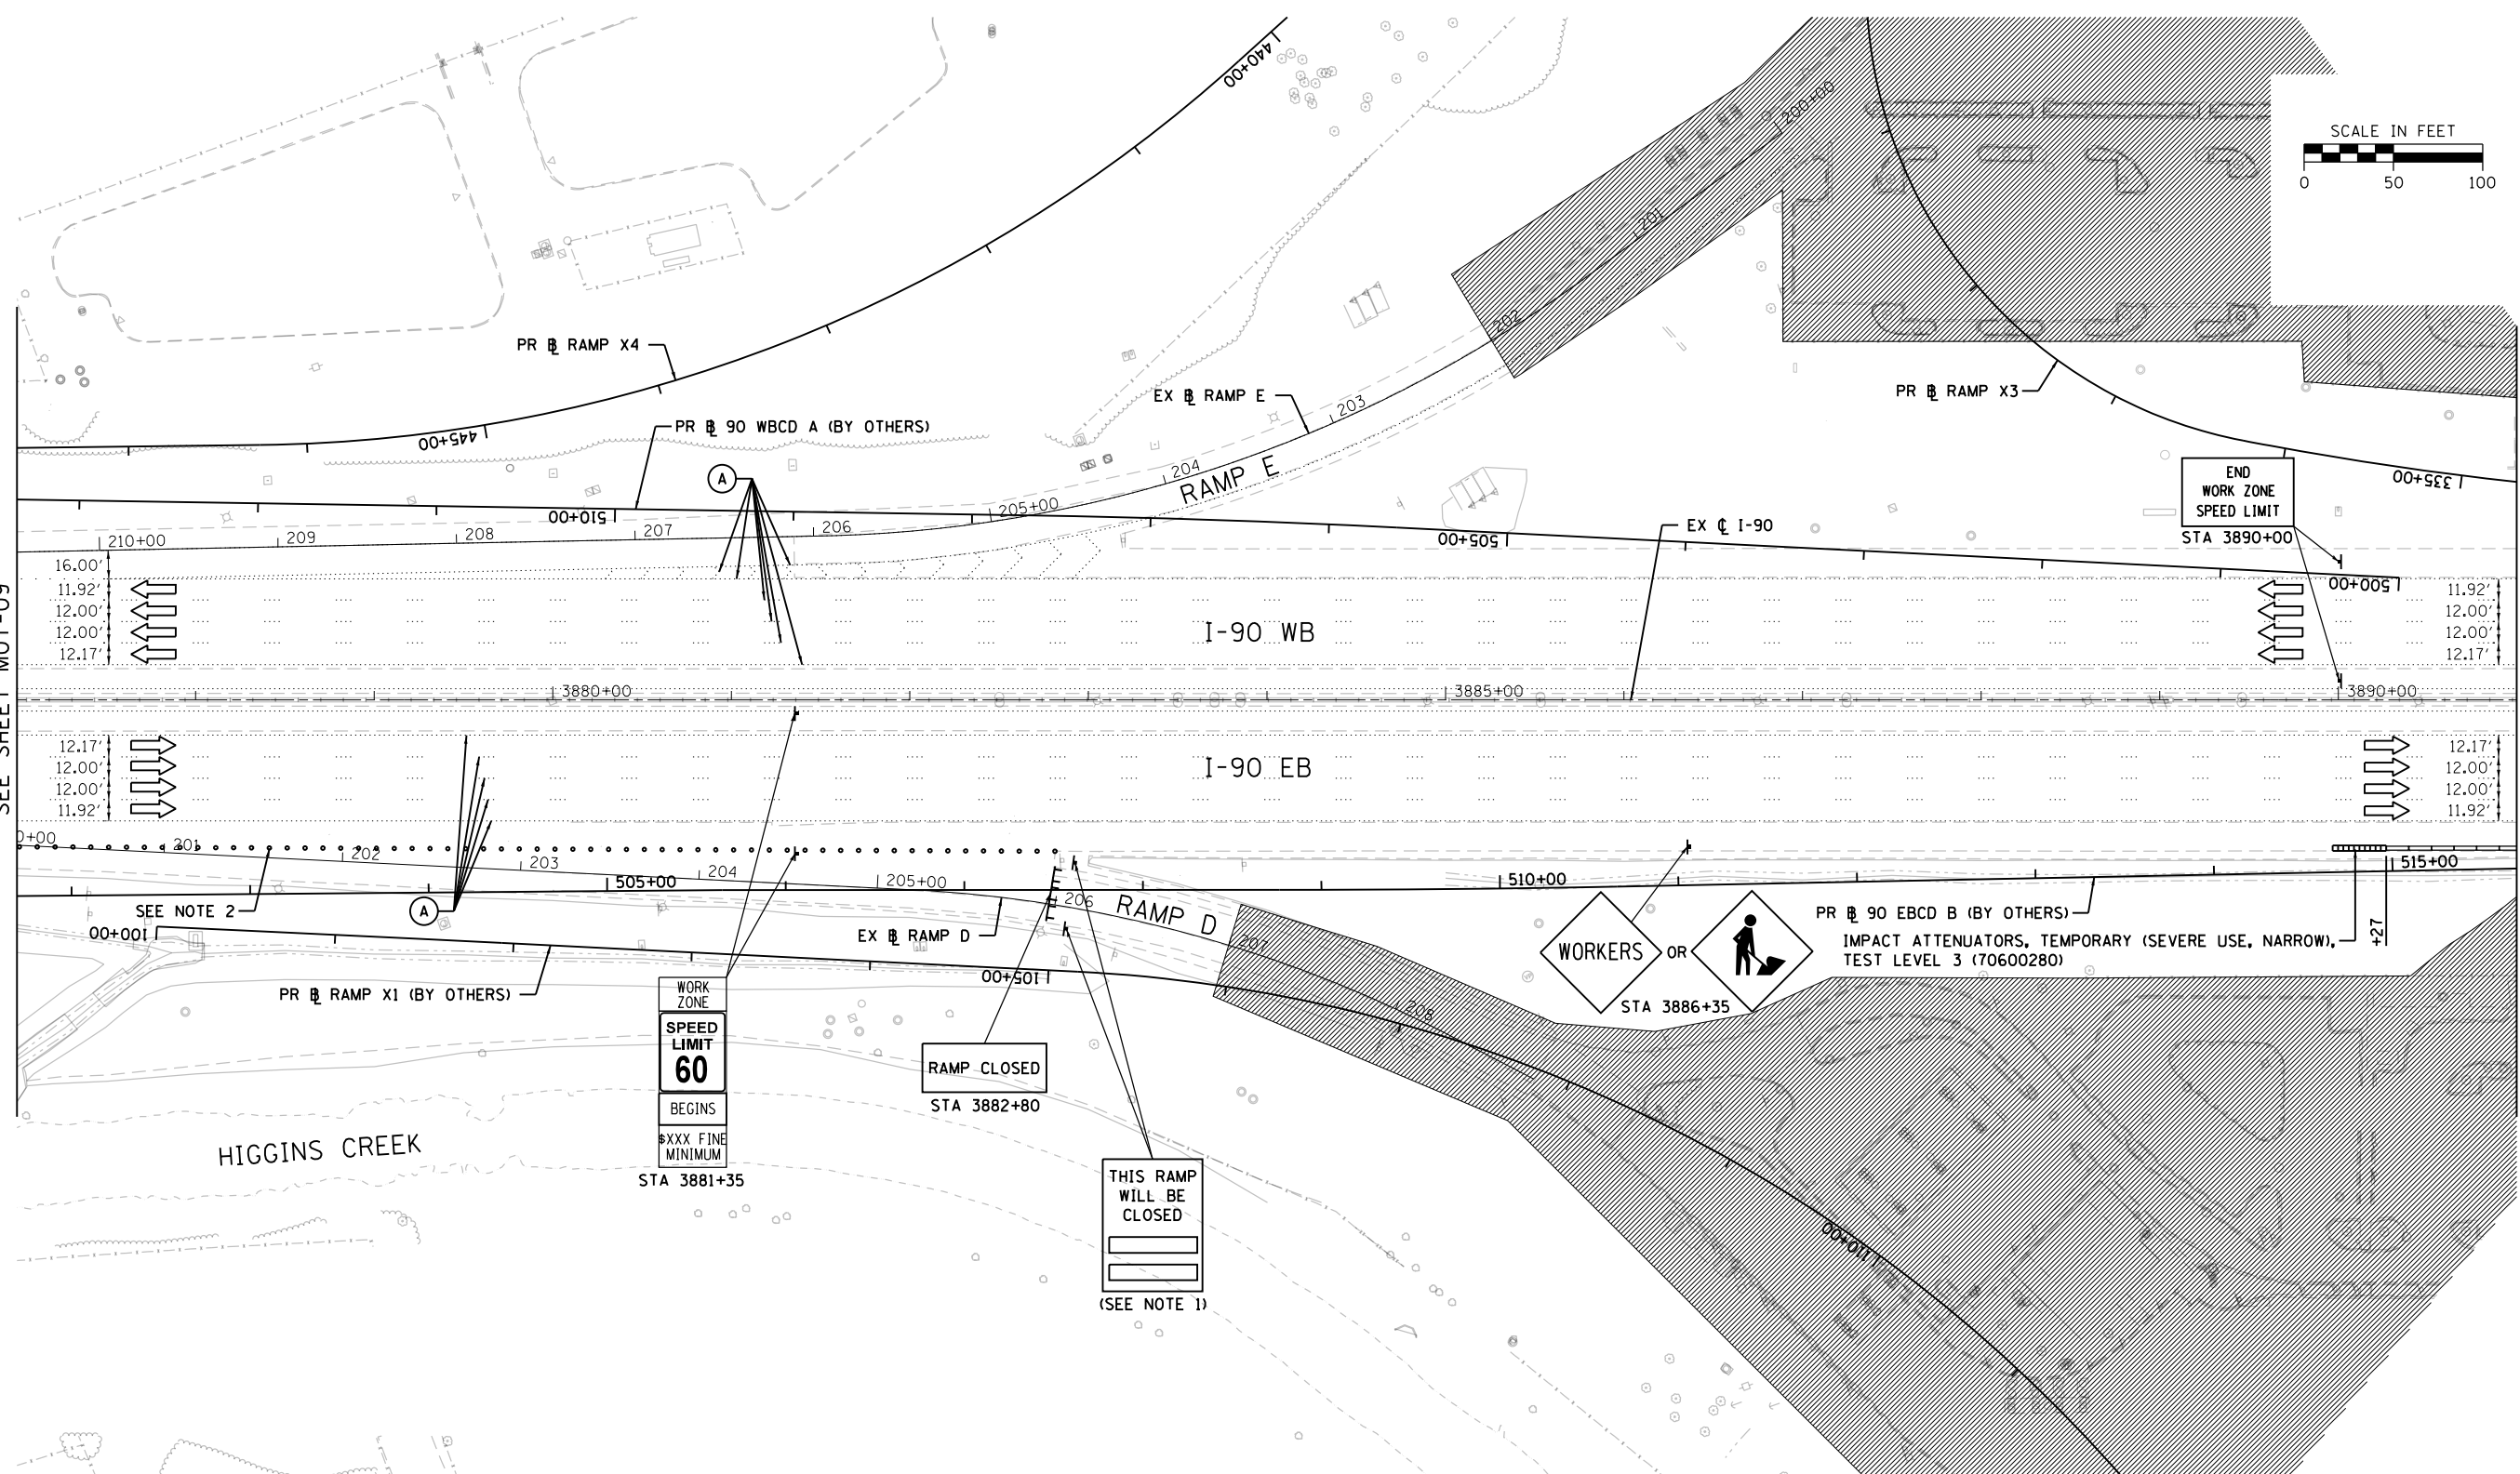 440+00
SCALE IN FEET
0 50 100
200+00
201
202
203
204
205+00
206
207
208
209
210+00
PR ℄ RAMP X4
EX ℄ RAMP E
PR ℄ RAMP X3
PR ℄ 90 WBCD A (BY OTHERS)
445+00
A
RAMP E
END
WORK ZONE
SPEED LIMIT
STA 3890+00
335+00
510+00
505+00
EX ℄ I-90
500+00
16.00'
11.92'
12.00'
12.00'
12.17'
11.92'
12.00'
12.00'
12.17'
I-90 WB
SEE SHEET MOT-09
3880+00
3885+00
3890+00
12.17'
12.00'
12.00'
11.92'
12.17'
12.00'
12.00'
11.92'
I-90 EB
0+00
201
202
203
204
205+00
206
207
208
505+00
510+00
515+00
SEE NOTE 2
A
RAMP D
EX ℄ RAMP D
100+00
105+00
110+00
PR ℄ RAMP X1 (BY OTHERS)
PR ℄ 90 EBCD B (BY OTHERS)
IMPACT ATTENUATORS, TEMPORARY (SEVERE USE, NARROW),
TEST LEVEL 3 (70600280)
+27
WORKERS
OR
STA 3886+35
WORK
ZONE
SPEED
LIMIT
60
BEGINS
$XXX FINE
MINIMUM
STA 3881+35
RAMP CLOSED
STA 3882+80
THIS RAMP
WILL BE
CLOSED
(SEE NOTE 1)
HIGGINS CREEK